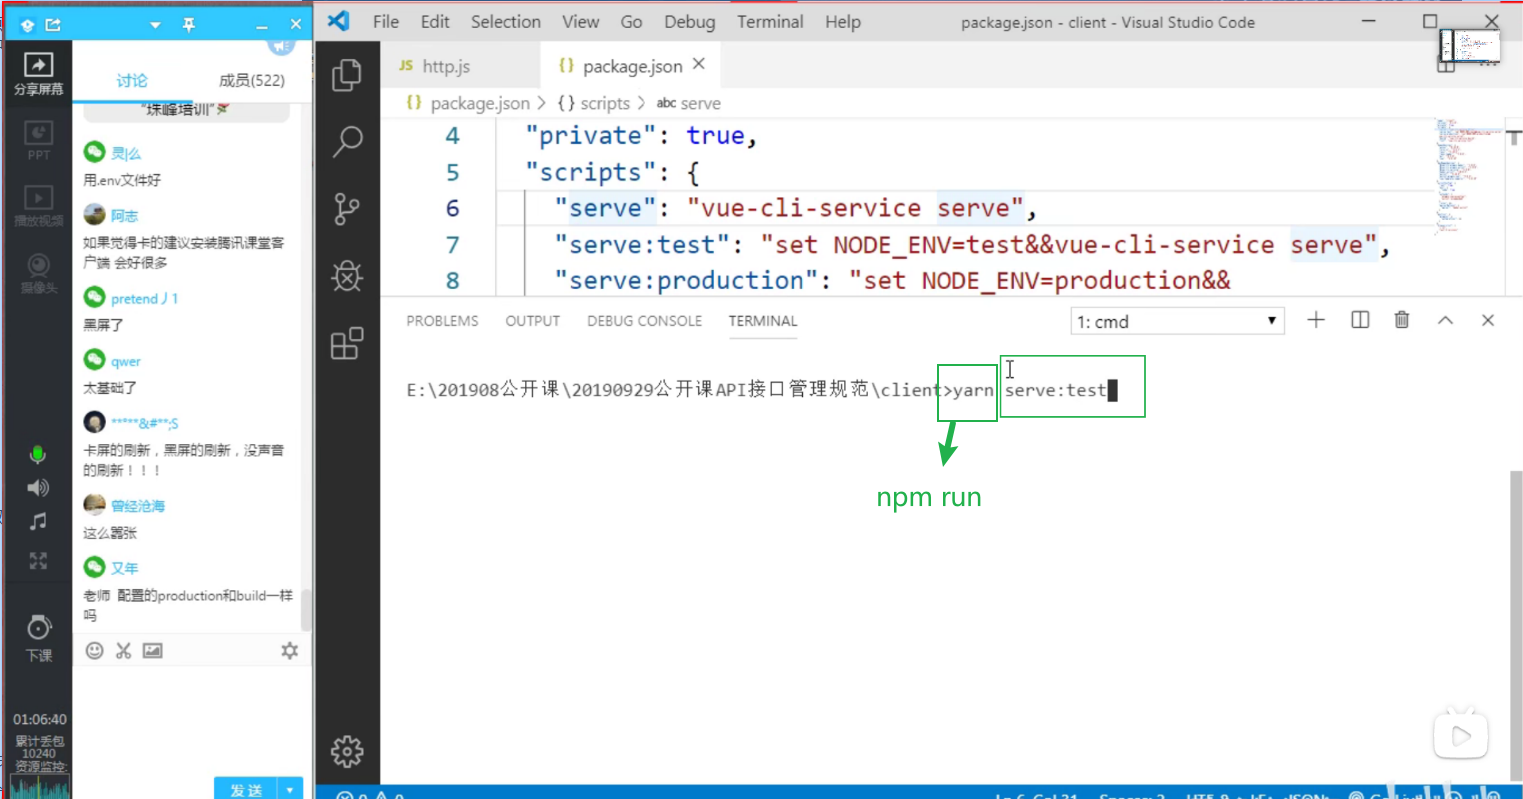 File Edit Selection View Go Debug Terminal Help
package.json - client - Visual Studio Code
分享屏幕
PPT
播放视频
摄像头
下课
01:06:40
累计丢包
10240
资源监控:
讨论
成员(522)
"珠峰培训"
灵|么
用.env文件好
阿志
如果觉得卡的建议安装腾讯课堂客
户端 会好很多
pretend丿1
黑屏了
qwer
太基础了
*****&#**;S
卡屏的刷新，黑屏的刷新，没声音
的刷新！！！
曾经沧海
这么嚣张
又年
老师 配置的production和build一样
吗
发送
JS http.js
{} package.json
{} package.json > {} scripts > abc serve
4 "private": true,
5 "scripts": {
6 "serve": "vue-cli-service serve",
7 "serve:test": "set NODE_ENV=test&&vue-cli-service serve",
8 "serve:production": "set NODE_ENV=production&&
PROBLEMS OUTPUT DEBUG CONSOLE TERMINAL
1: cmd
E:\201908公开课\20190929公开课API接口管理规范\client>yarn serve:test
npm run